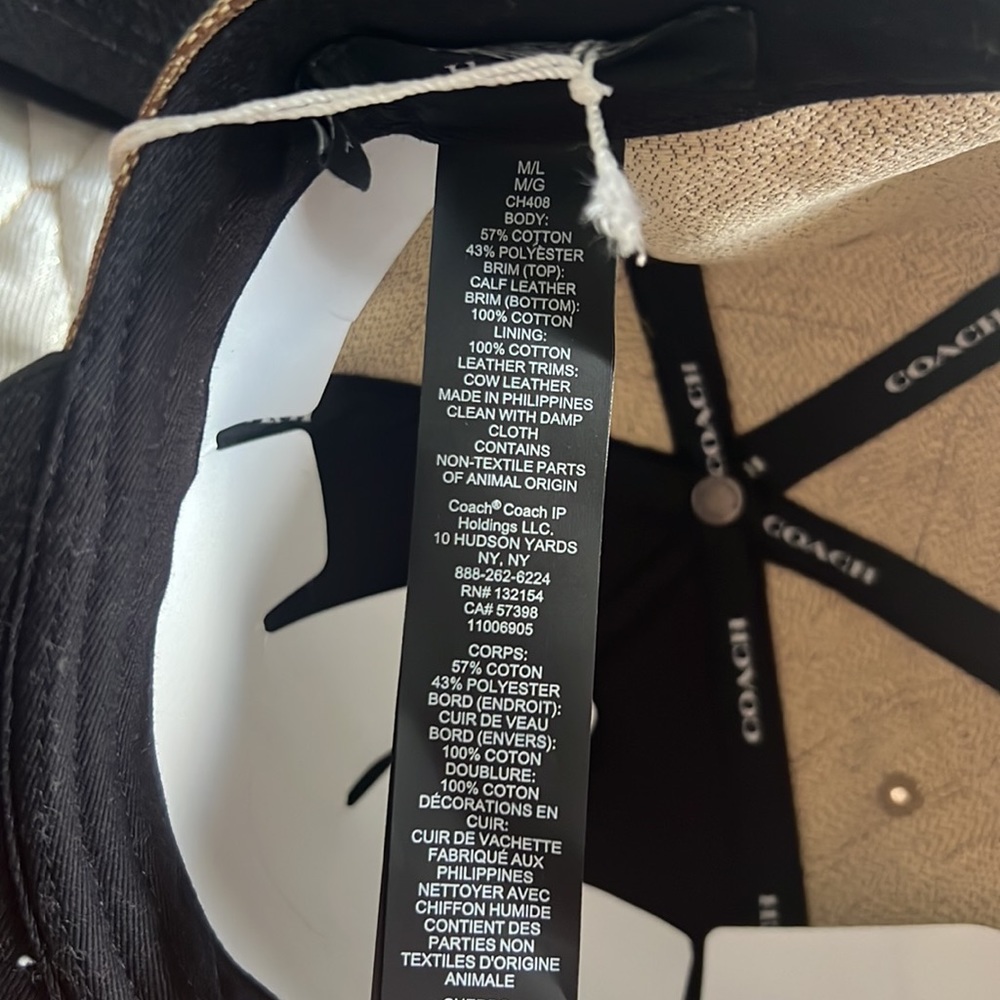 M/L
M/G
CH408
BODY:
57% COTTON
43% POLYESTER
BRIM (TOP):
CALF LEATHER
BRIM (BOTTOM):
100% COTTON
LINING:
100% COTTON
LEATHER TRIMS:
COW LEATHER
MADE IN PHILIPPINES
CLEAN WITH DAMP
CLOTH
CONTAINS
NON-TEXTILE PARTS
OF ANIMAL ORIGIN
Coach® Coach IP
Holdings LLC.
10 HUDSON YARDS
NY, NY
888-262-6224
RN# 132154
CA# 57398
11006905
CORPS:
57% COTON
43% POLYESTER
BORD (ENDROIT):
CUIR DE VEAU
BORD (ENVERS):
100% COTON
DOUBLURE:
100% COTON
DÉCORATIONS EN
CUIR:
CUIR DE VACHETTE
FABRIQUÉ AUX
PHILIPPINES
NETTOYER AVEC
CHIFFON HUMIDE
CONTIENT DES
PARTIES NON
TEXTILES D'ORIGINE
ANIMALE
COACH
COACH
COACH
COACH